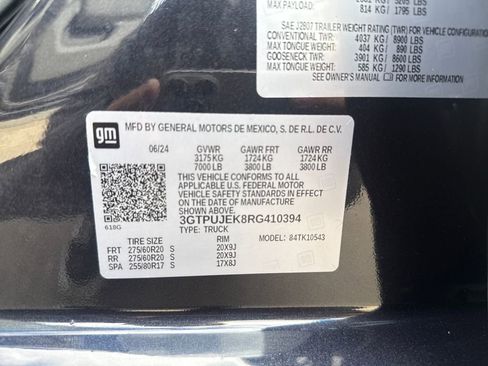 MAX PAYLOAD: 814 KG / 1795 LBS
SAE J2807 TRAILER WEIGHT RATING (TWR) FOR VEHICLE CONFIGURATION
CONVENTIONAL TWR: 4037 KG / 8900 LBS
MAX TONGUE WEIGHT: 404 KG / 890 LBS
GOOSENECK TWR: 3901 KG / 8600 LBS
MAX TONGUE WEIGHT: 585 KG / 1290 LBS
SEE OWNER'S MANUAL FOR MORE INFORMATION
gm
MFD BY GENERAL MOTORS DE MEXICO, S. DE R.L. DE C.V.
06/24 GVWR GAWR FRT GAWR RR
3175 KG 1724 KG 1724 KG
7000 LB 3800 LB 3800 LB
THIS VEHICLE CONFORMS TO ALL
APPLICABLE U.S. FEDERAL MOTOR
VEHICLE SAFETY STANDARDS IN
EFFECT ON THE DATE OF
MANUFACTURE SHOWN ABOVE.
3GTPUJEK8RG410394
618G
TYPE: TRUCK
TIRE SIZE RIM MODEL: 84TK10543
FRT 275/60R20 S 20X9J
RR 275/60R20 S 20X9J
SPA 255/80R17 S 17X8J